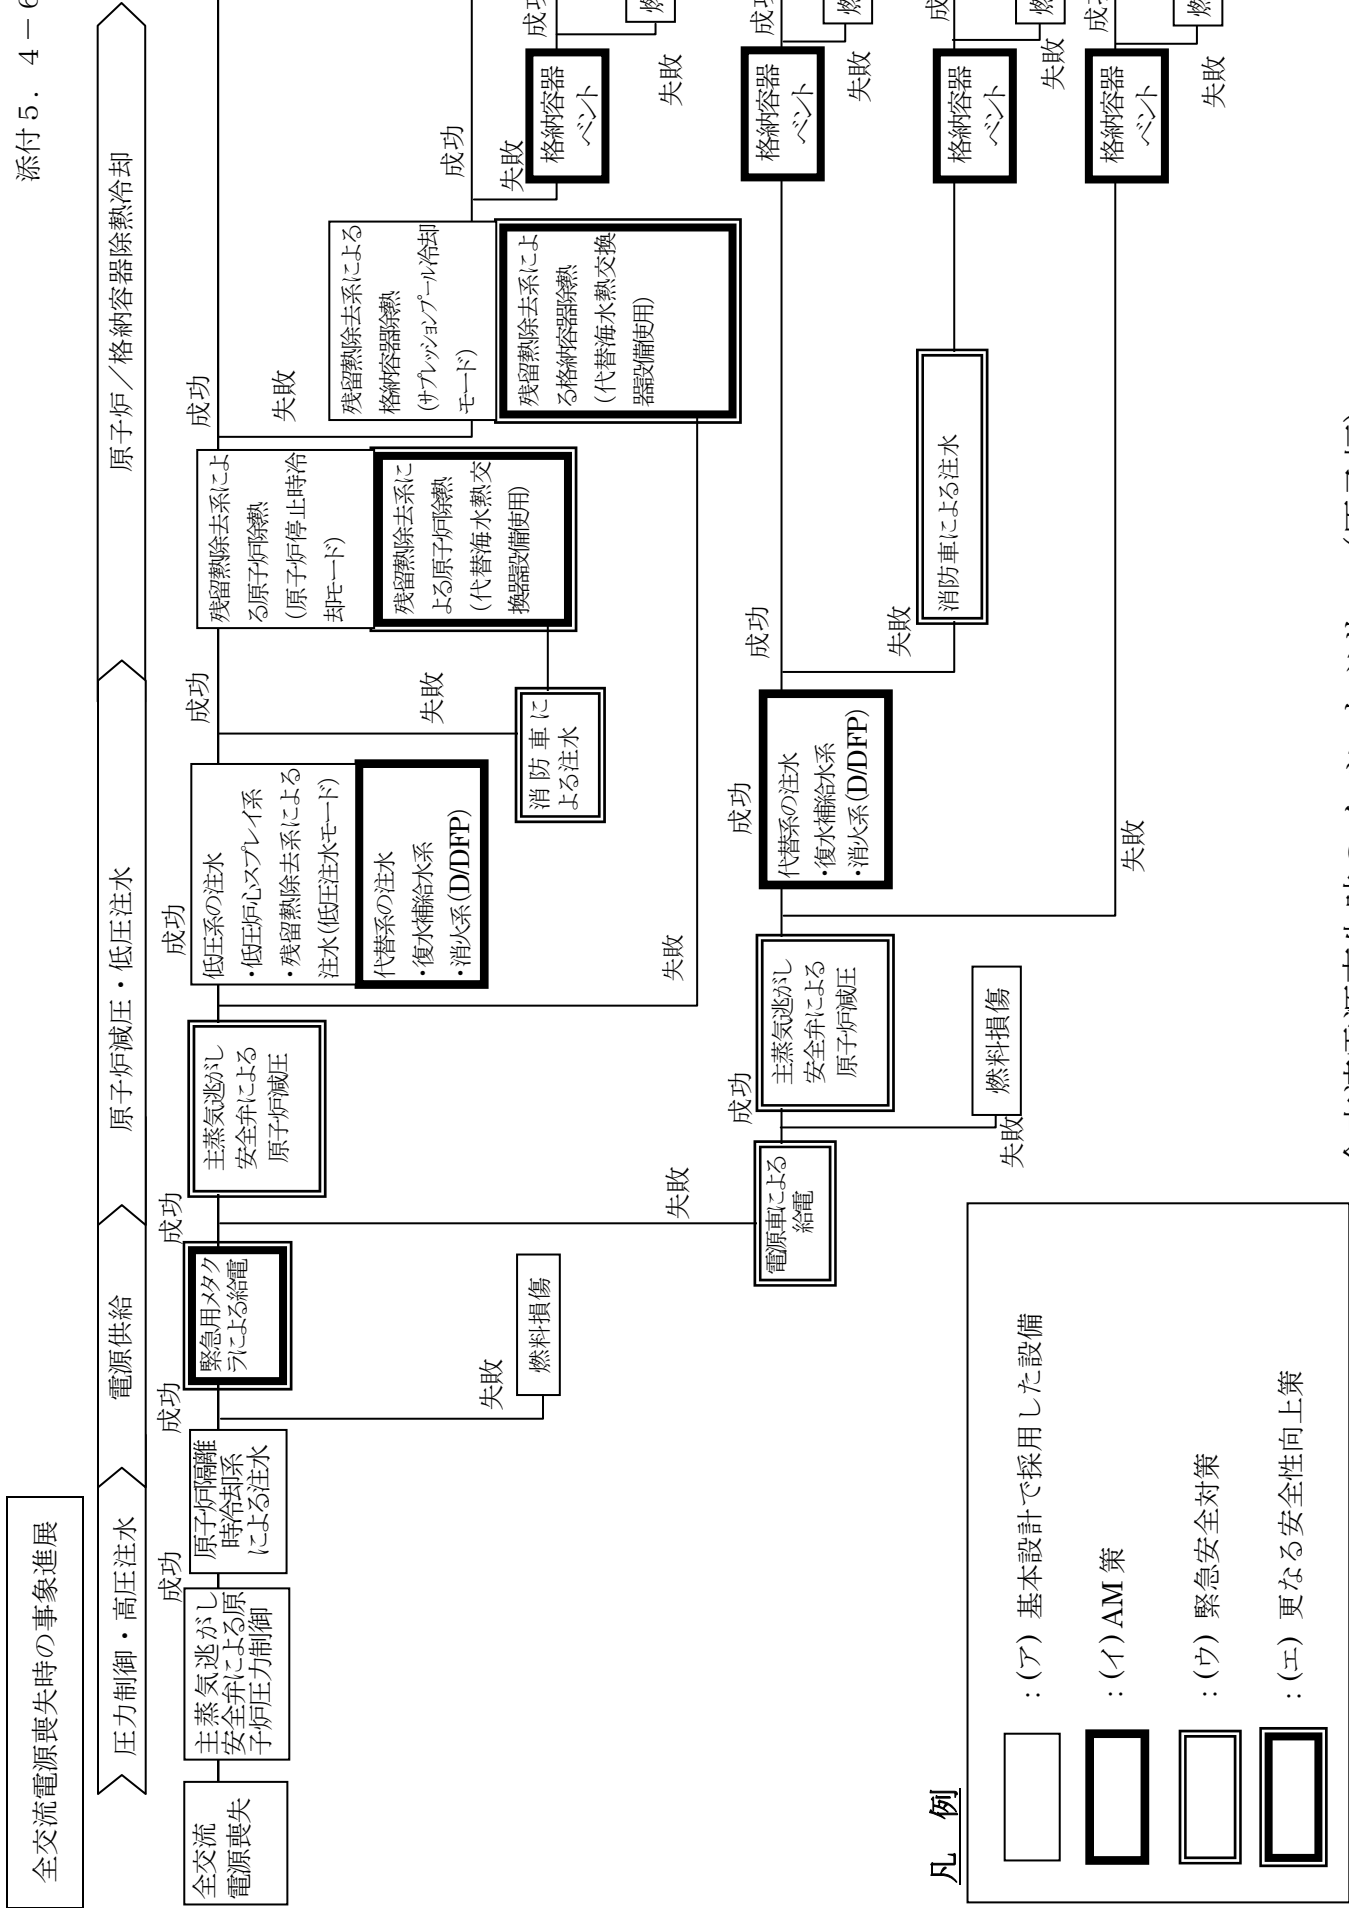 添付5．4－6
全交流電源喪失時の事象進展
圧力制御・高圧注水
電源供給
原子炉減圧・低圧注水
原子炉／格納容器除熱冷却
全交流
電源喪失
主蒸気逃がし
安全弁による原
子炉圧力制御
成功
原子炉隔離
時冷却系
による注水
成功
失敗
燃料損傷
緊急用メタク
ラによる給電
成功
失敗
主蒸気逃がし
安全弁による
原子炉減圧
成功
失敗
低圧系の注水
・低圧炉心スプレイ系
・残留熱除去系による
注水(低圧注水モード)
代替系の注水
・復水補給水系
・消火系(D/DFP)
成功
失敗
消防車に
よる注水
残留熱除去系によ
る原子炉除熱
(原子炉停止時冷
却モード)
残留熱除去系に
よる原子炉除熱
(代替海水熱交
換器設備使用)
成功
失敗
残留熱除去系による
格納容器除熱
(サプレッションプール冷却
モード)
残留熱除去系によ
る格納容器除熱
(代替海水熱交換
器設備使用)
成功
失敗
格納容器
ベント
成功
失敗
電源車による
給電
成功
失敗
燃料損傷
主蒸気逃がし
安全弁による
原子炉減圧
成功
失敗
代替系の注水
・復水補給水系
・消火系(D/DFP)
成功
失敗
格納容器
ベント
失敗
消防車による注水
格納容器
ベント
失敗
格納容器
ベント
失敗
凡　例
：(ア) 基本設計で採用した設備
：(イ)AM 策
：(ウ) 緊急安全対策
：(エ) 更なる安全性向上策